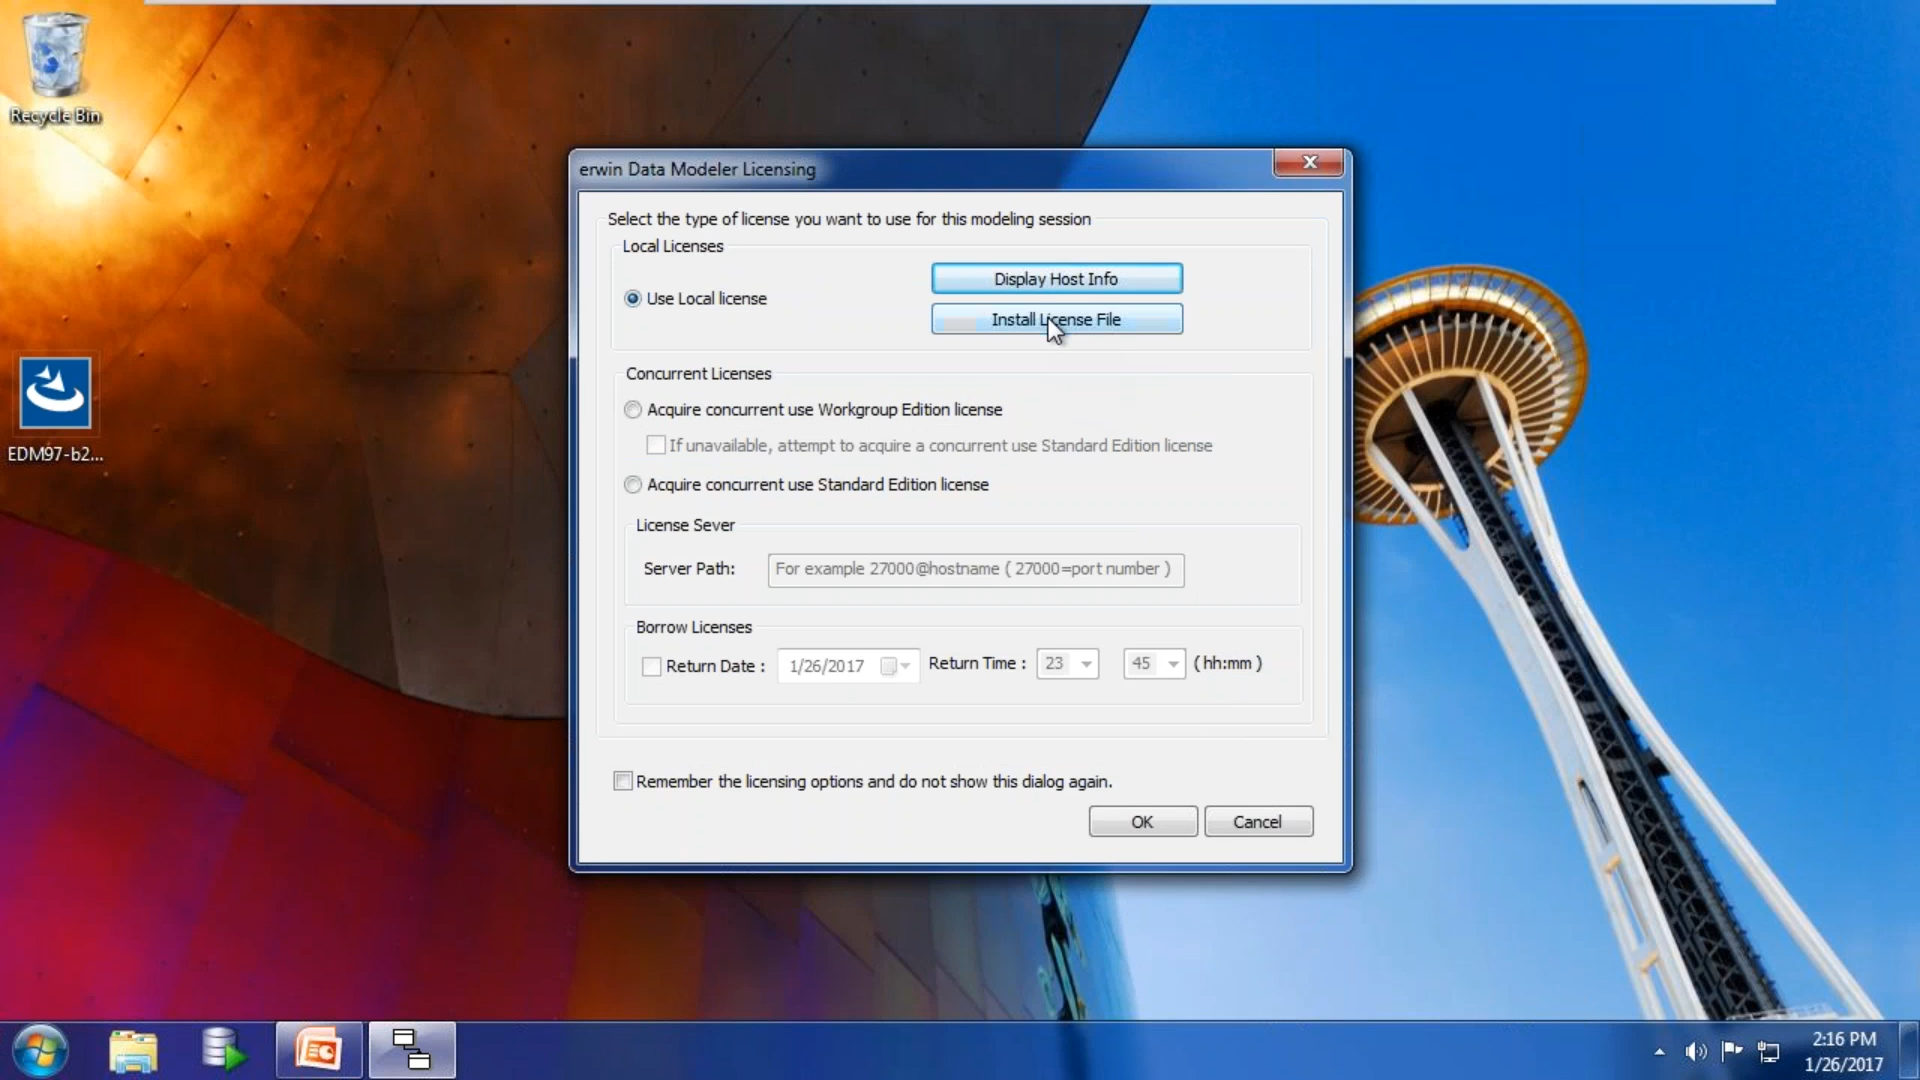 Recycle Bin
EDM97-b2...
erwin Data Modeler Licensing
Select the type of license you want to use for this modeling session
Local Licenses
Use Local license
Display Host Info
Install License File
Concurrent Licenses
Acquire concurrent use Workgroup Edition license
If unavailable, attempt to acquire a concurrent use Standard Edition license
Acquire concurrent use Standard Edition license
License Sever
Server Path: For example 27000@hostname ( 27000=port number )
Borrow Licenses
Return Date : 1/26/2017 Return Time : 23 45 ( hh:mm )
Remember the licensing options and do not show this dialog again.
OK Cancel
2:16 PM
1/26/2017